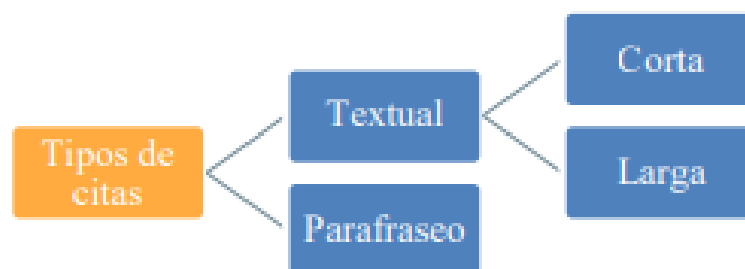 Tipos de
citas
Textual
Parafraseo
Corta
Larga